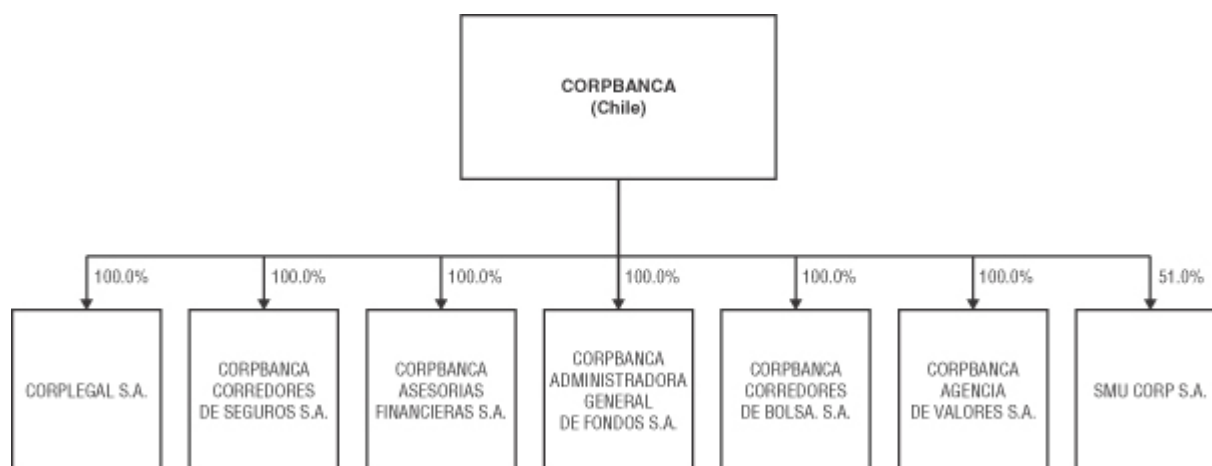 CORPBANCA
(Chile)
100.0%
100.0%
100.0%
100.0%
100.0%
100.0%
51.0%
CORPLEGAL S.A.
CORPBANCA
CORREDORES
DE SEGUROS S.A.
CORPBANCA
ASESORIAS
FINANCIERAS S.A.
CORPBANCA
ADMINISTRADORA
GENERAL
DE FONDOS S.A.
CORPBANCA
CORREDORES
DE BOLSA. S.A.
CORPBANCA
AGENCIA
DE VALORES S.A.
SMU CORP S.A.